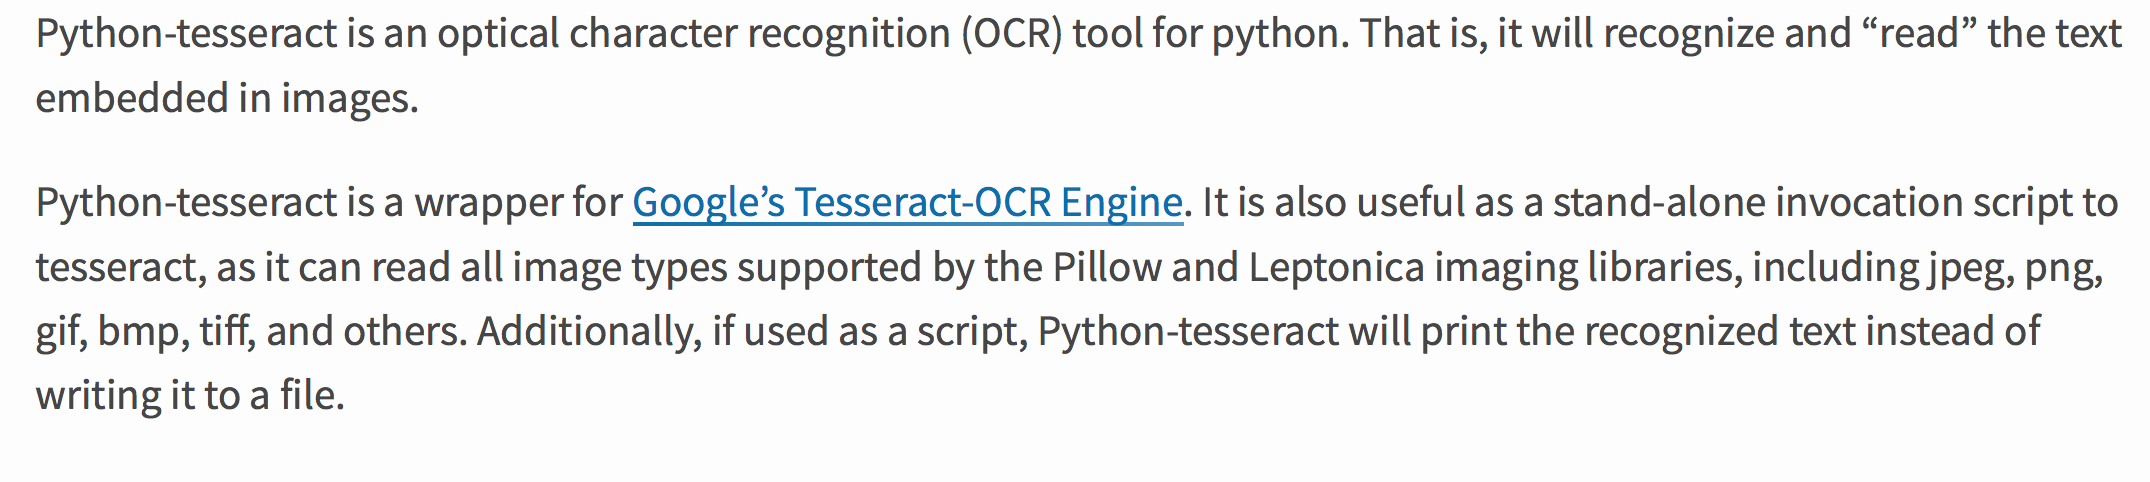 Python-tesseract is an optical character recognition (OCR) tool for python. That is, it will recognize and “read” the text
embedded in images.
Python-tesseract is a wrapper for Google’s Tesseract-OCR Engine. It is also useful as a stand-alone invocation script to
tesseract, as it can read all image types supported by the Pillow and Leptonica imaging libraries, including jpeg, png,
gif, bmp, tiff, and others. Additionally, if used as a script, Python-tesseract will print the recognized text instead of
writing it to a file.